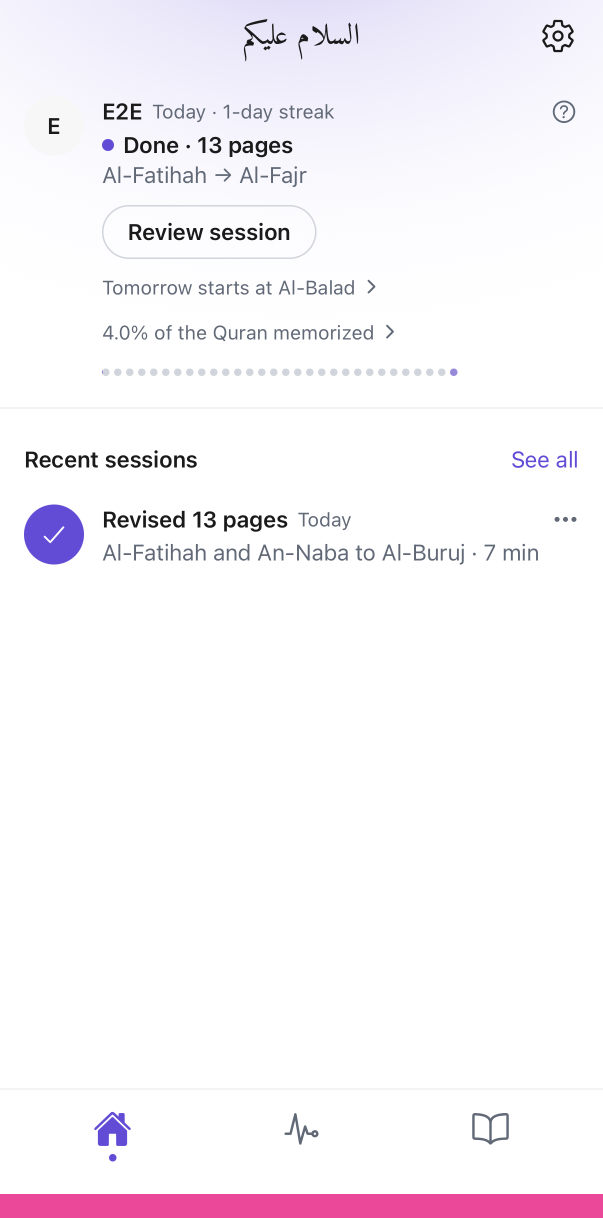 السلام عليكم
E
E2E Today · 1-day streak
?
Done · 13 pages
Al-Fatihah → Al-Fajr
Review session
Tomorrow starts at Al-Balad
4.0% of the Quran memorized
Recent sessions See all
Revised 13 pages Today
Al-Fatihah and An-Naba to Al-Buruj · 7 min